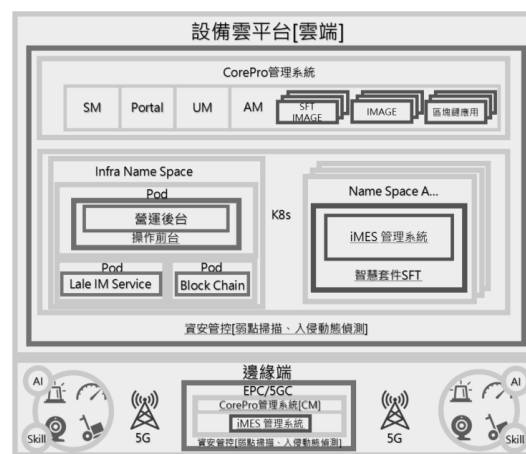 設備雲平台[雲端]
CorePro管理系統
SM
Portal
UM
AM
SFT
IMAGE
IMAGE
區塊鏈應用
Infra Name Space
Pod
營運後台
操作前台
Pod
Lale IM Service
Pod
Block Chain
K8s
Name Space A...
iMES 管理系統
智慧套件SFT
資安管控[弱點掃描、入侵動態偵測]
邊緣端
AI
Skill
5G
EPC/5GC
CorePro管理系統[CM]
iMES 管理系統
資安管控[弱點掃描、入侵動態偵測]
5G
AI
Skill